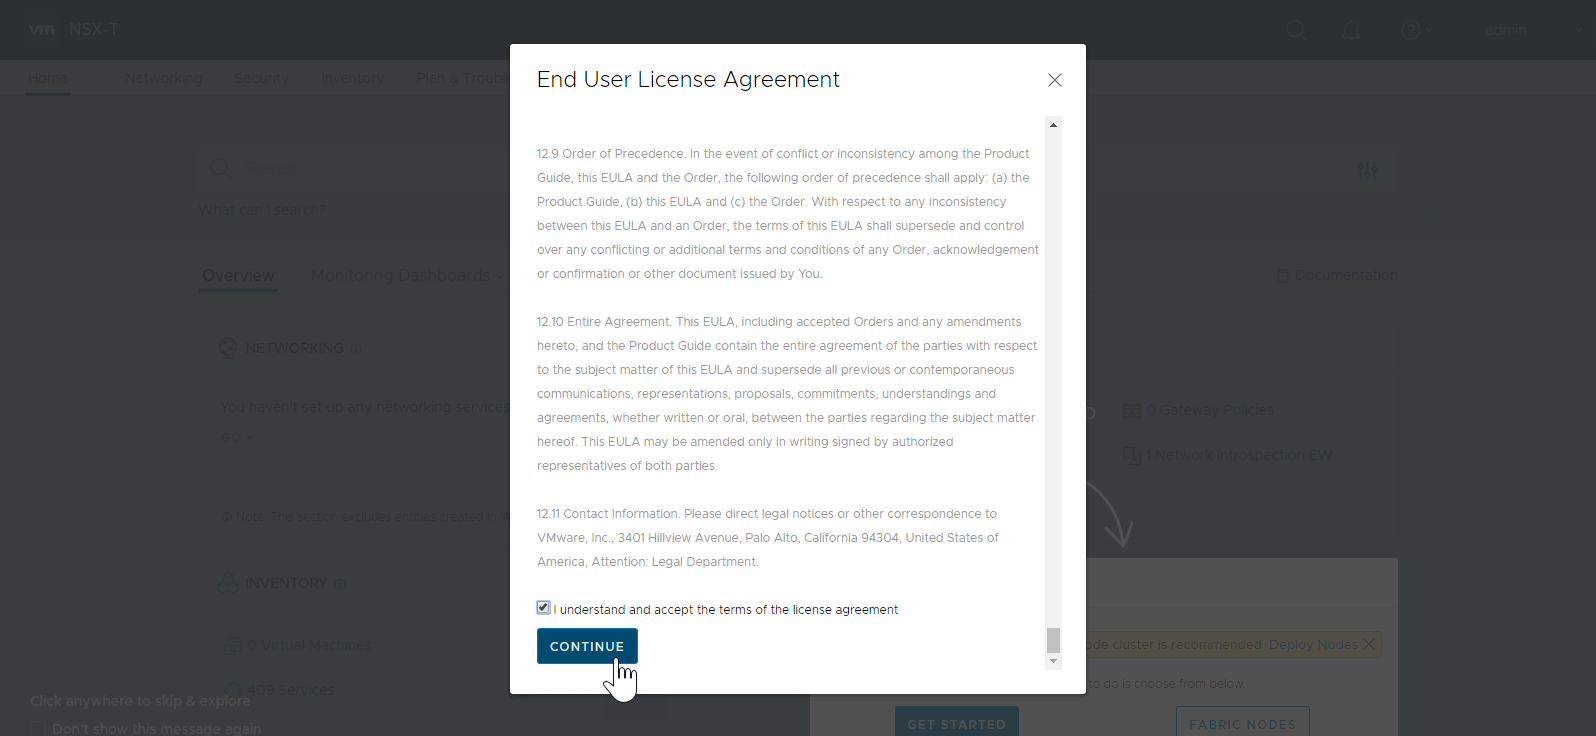 vm NSX-T
admin
Home Networking Security Inventory Plan & Troub
Search
What can I search?
Overview Monitoring Dashboards
Documentation
NETWORKING
You haven't set up any networking services
GO
Note: This section excludes entities created in
INVENTORY
0 Virtual Machines
409 Services
Click anywhere to skip & explore
Don't show this message again
End User License Agreement
12.9 Order of Precedence. In the event of conflict or inconsistency among the Product
Guide, this EULA and the Order, the following order of precedence shall apply: (a) the
Product Guide, (b) this EULA and (c) the Order. With respect to any inconsistency
between this EULA and an Order, the terms of this EULA shall supersede and control
over any conflicting or additional terms and conditions of any Order, acknowledgement
or confirmation or other document issued by You.
12.10 Entire Agreement. This EULA, including accepted Orders and any amendments
hereto, and the Product Guide contain the entire agreement of the parties with respect
to the subject matter of this EULA and supersede all previous or contemporaneous
communications, representations, proposals, commitments, understandings and
agreements, whether written or oral, between the parties regarding the subject matter
hereof. This EULA may be amended only in writing signed by authorized
representatives of both parties.
12.11 Contact Information. Please direct legal notices or other correspondence to
VMware, Inc., 3401 Hillview Avenue, Palo Alto, California 94304, United States of
America, Attention: Legal Department.
I understand and accept the terms of the license agreement
CONTINUE
0 Gateway Policies
1 Network Introspection EW...
ode cluster is recommended Deploy Nodes
to do is choose from below.
GET STARTED FABRIC NODES